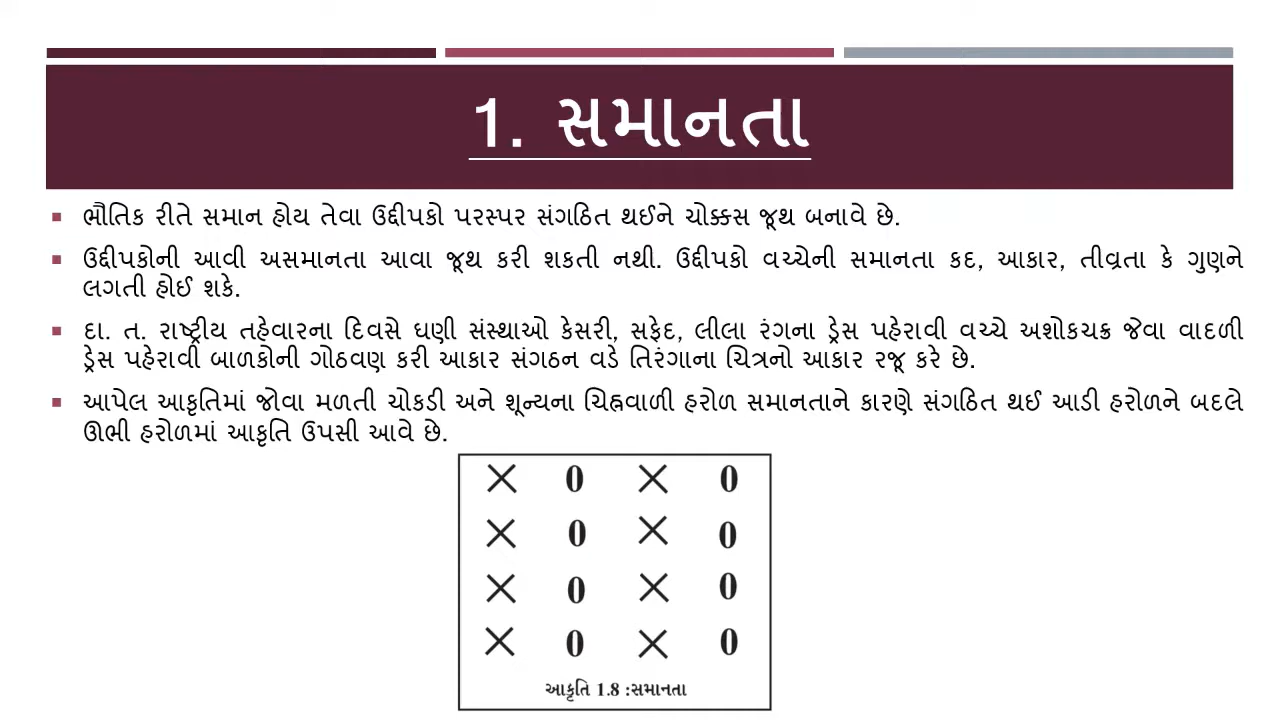 1. સમાનતા
ભૌતિક રીતે સમાન હોય તેવા ઉદ્દીપકો પરસ્પર સંગઠિત થઈને ચોક્કસ જૂથ બનાવે છે.
ઉદ્દીપકોની આવી અસમાનતા આવા જૂથ કરી શકતી નથી. ઉદ્દીપકો વચ્ચેની સમાનતા કદ, આકાર, તીવ્રતા કે ગુણને
લગતી હોઈ શકે.
દા. ત. રાષ્ટ્રીય તહેવારના દિવસે ઘણી સંસ્થાઓ કેસરી, સફેદ, લીલા રંગના ડ્રેસ પહેરાવી વચ્ચે અશોકચક્ર જેવા વાદળી
ડ્રેસ પહેરાવી બાળકોની ગોઠવણ કરી આકાર સંગઠન વડે તિરંગાના ચિત્રનો આકાર રજૂ કરે છે.
આપેલ આકૃતિમાં જોવા મળતી ચોકડી અને શૂન્યના ચિહ્નવાળી હરોળ સમાનતાને કારણે સંગઠિત થઈ આડી હરોળને બદલે
ઊભી હરોળમાં આકૃતિ ઉપસી આવે છે.
× 0 × 0
× 0 × 0
× 0 × 0
× 0 × 0
આકૃતિ 1.8 :સમાનતા